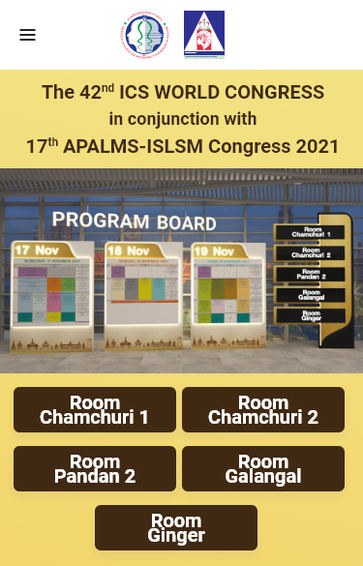 The 42nd ICS WORLD CONGRESS
in conjunction with
17th APALMS-ISLSM Congress 2021
PROGRAM BOARD
17 Nov
18 Nov
19 Nov
Room
Chamchuri 1
Room
Chamchuri 2
Room
Pandan 2
Room
Galangal
Room
Ginger
Room
Chamchuri 1
Room
Chamchuri 2
Room
Pandan 2
Room
Galangal
Room
Ginger